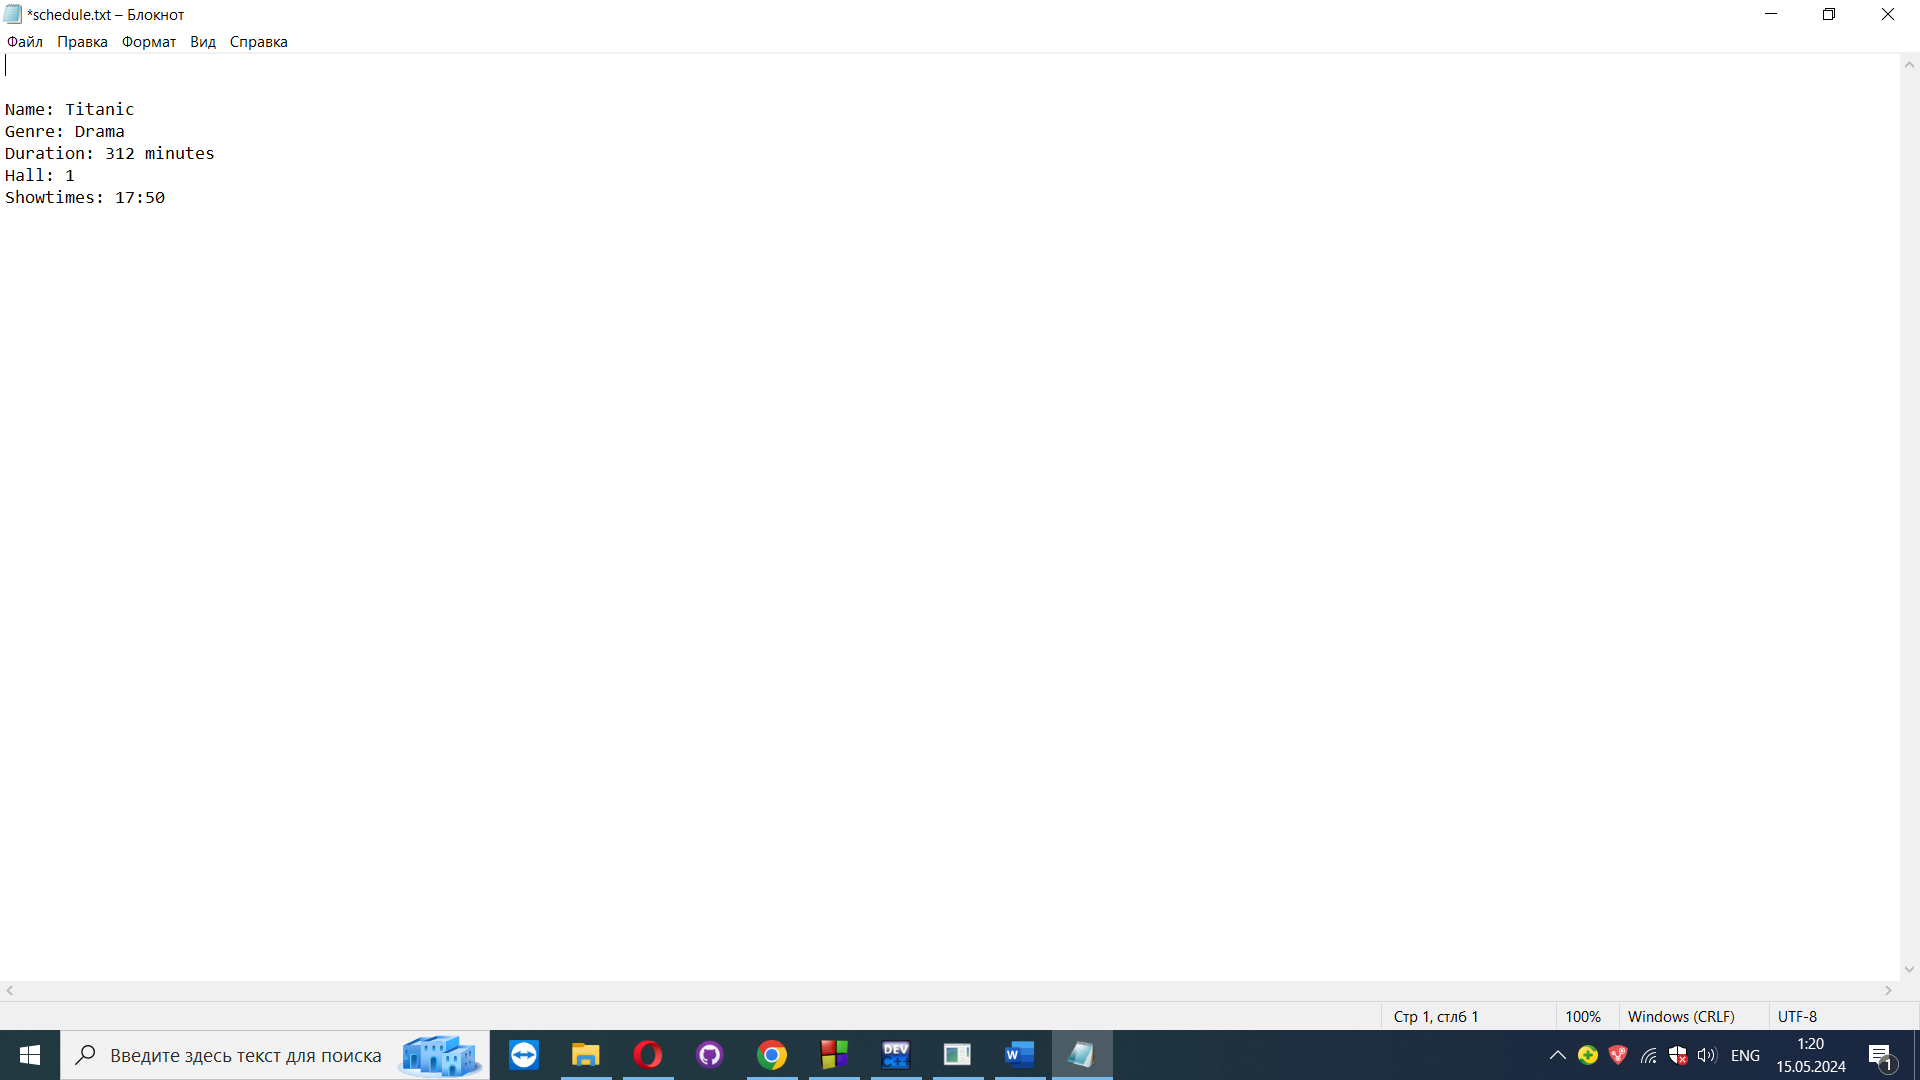 *schedule.txt – Блокнот
Файл Правка Формат Вид Справка
Name: Titanic
Genre: Drama
Duration: 312 minutes
Hall: 1
Showtimes: 17:50
Стр 1, стлб 1 100% Windows (CRLF) UTF-8
Введите здесь текст для поиска DEV C++ W ENG 1:20
15.05.2024 1